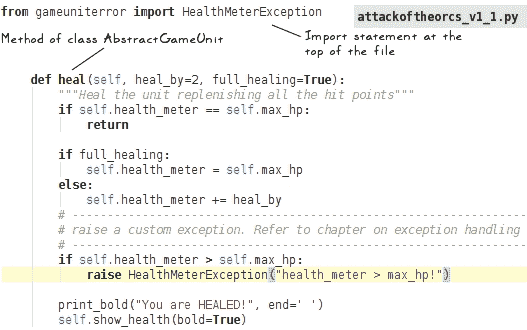 from gameuniterror import HealthMeterException
attackoftheorcs_v1_1.py
Method of class AbstractGameUnit
Import statement at the
top of the file
def heal(self, heal_by=2, full_healing=True):
"""Heal the unit replenishing all the hit points"""
if self.health_meter == self.max_hp:
return
if full_healing:
self.health_meter = self.max_hp
else:
self.health_meter += heal_by
# ------------------------------------------------------------
# raise a custom exception. Refer to chapter on exception handling
# ------------------------------------------------------------
if self.health_meter > self.max_hp:
raise HealthMeterException("health_meter > max_hp!")
print_bold("You are HEALED!", end=' ')
self.show_health(bold=True)